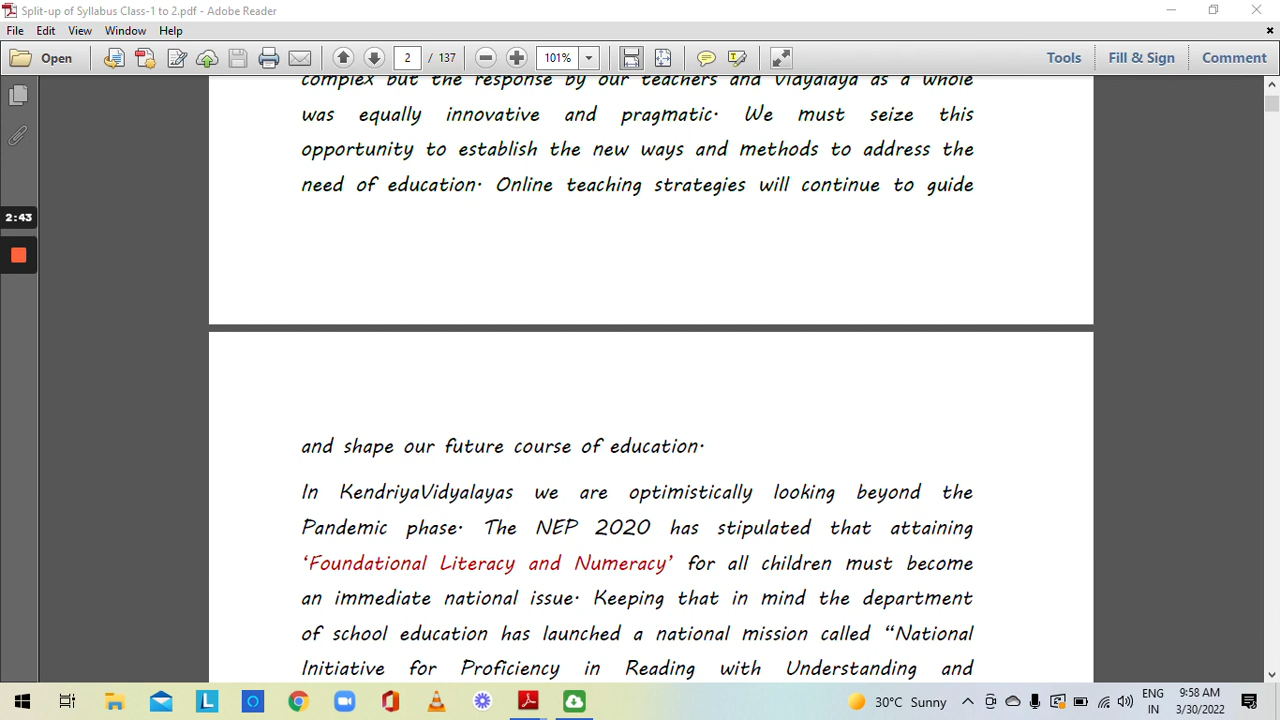 Split-up of Syllabus Class-1 to 2.pdf - Adobe Reader
File Edit View Window Help
Open 2 / 137 101% Tools Fill & Sign Comment
complex but the response by our teachers and Vidyalaya as a whole
was equally innovative and pragmatic. We must seize this
opportunity to establish the new ways and methods to address the
need of education. Online teaching strategies will continue to guide
2:43
and shape our future course of education.
In KendriyaVidyalayas we are optimistically looking beyond the
Pandemic phase. The NEP 2020 has stipulated that attaining
‘Foundational Literacy and Numeracy’ for all children must become
an immediate national issue. Keeping that in mind the department
of school education has launched a national mission called “National
Initiative for Proficiency in Reading with Understanding and
30°C Sunny ENG 9:58 AM
IN 3/30/2022